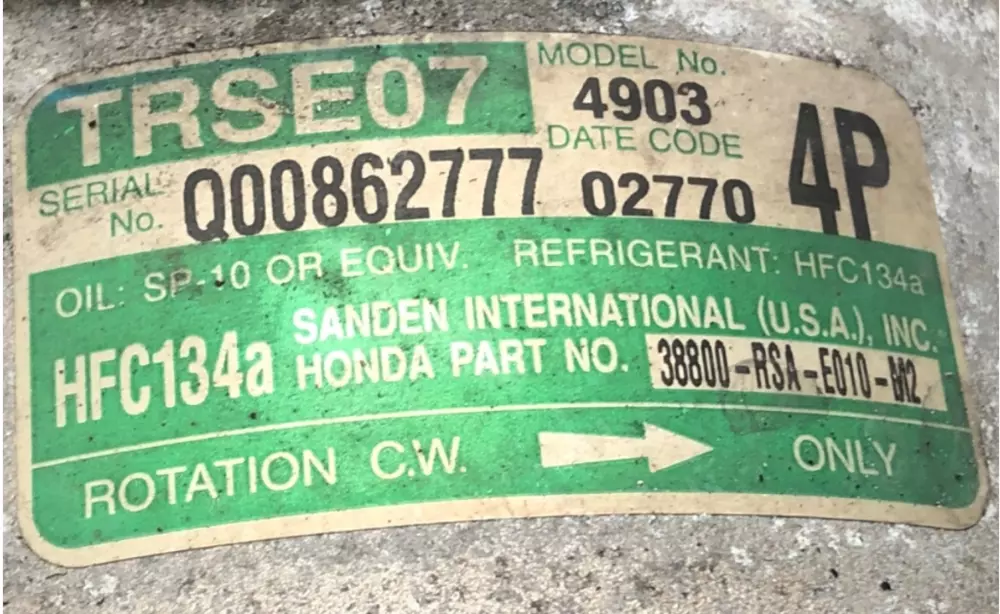 TRSE07
MODEL No.
4903
DATE CODE
4P
SERIAL No.
Q00862777
02770
OIL: SP-10 OR EQUIV. REFRIGERANT: HFC134a
SANDEN INTERNATIONAL (U.S.A.), INC.
HFC134a HONDA PART NO. 38800-RSA-E010-M2
ROTATION C.W. ONLY